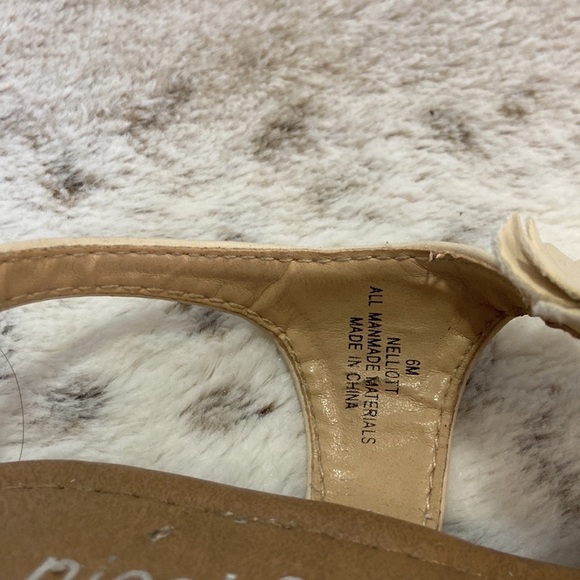 6M
NELLIOTT
ALL MANMADE MATERIALS
MADE IN CHINA